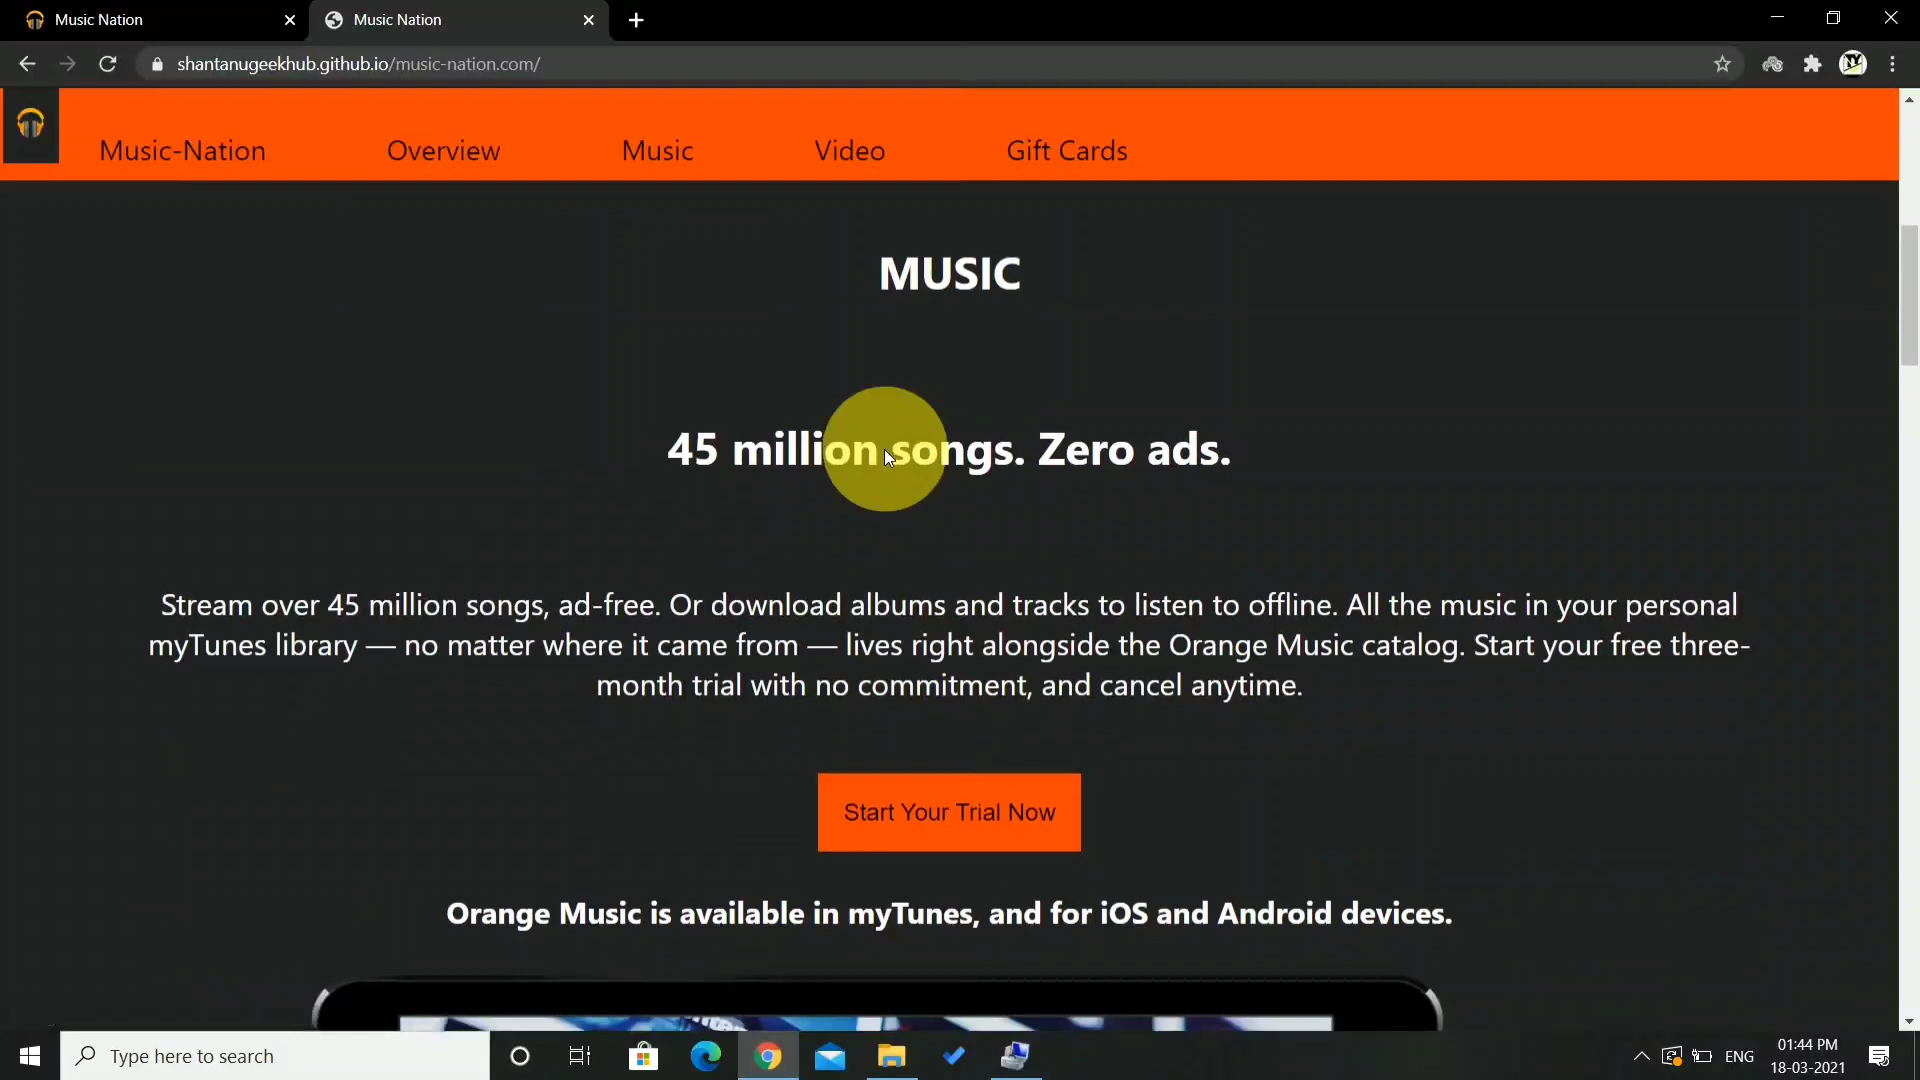 Music Nation
Music Nation
shantanugeekhub.github.io/music-nation.com/
Music-Nation Overview Music Video Gift Cards
MUSIC
45 million songs. Zero ads.
Stream over 45 million songs, ad-free. Or download albums and tracks to listen to offline. All the music in your personal
myTunes library — no matter where it came from — lives right alongside the Orange Music catalog. Start your free three-
month trial with no commitment, and cancel anytime.
Start Your Trial Now
Orange Music is available in myTunes, and for iOS and Android devices.
Type here to search
ENG
01:44 PM
18-03-2021